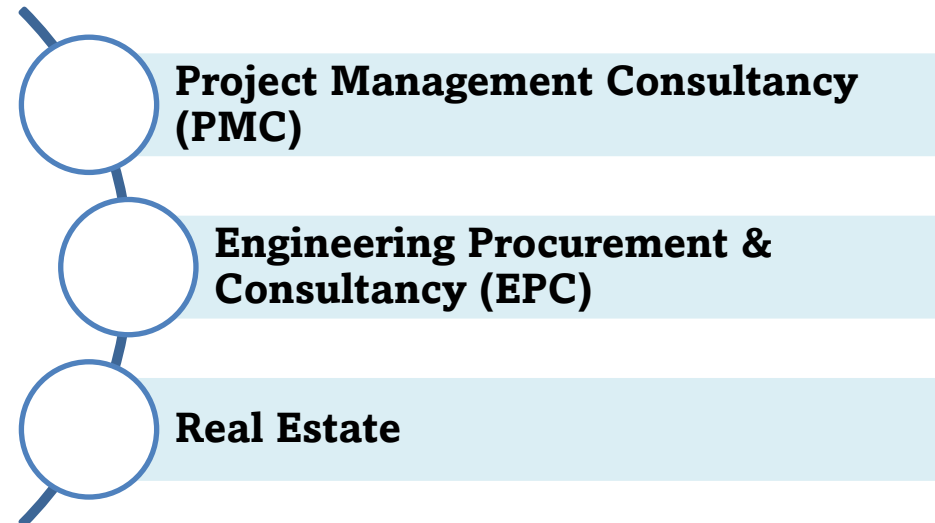 Project Management Consultancy
(PMC)
Engineering Procurement &
Consultancy (EPC)
Real Estate